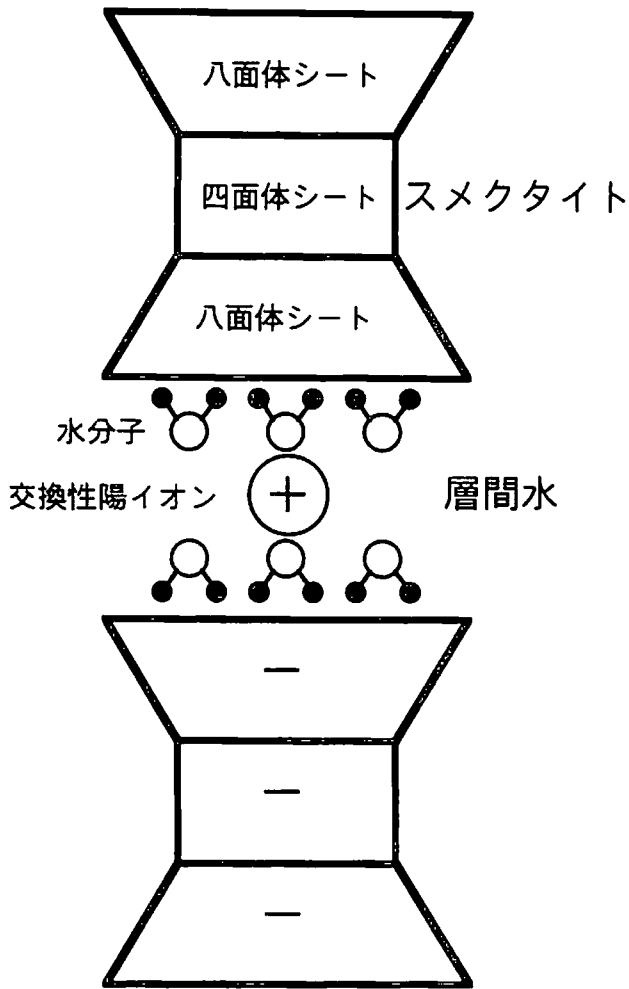 八面体シート
四面体シート
スメクタイト
八面体シート
水分子
交換性陽イオン
+
層間水
−
−
−